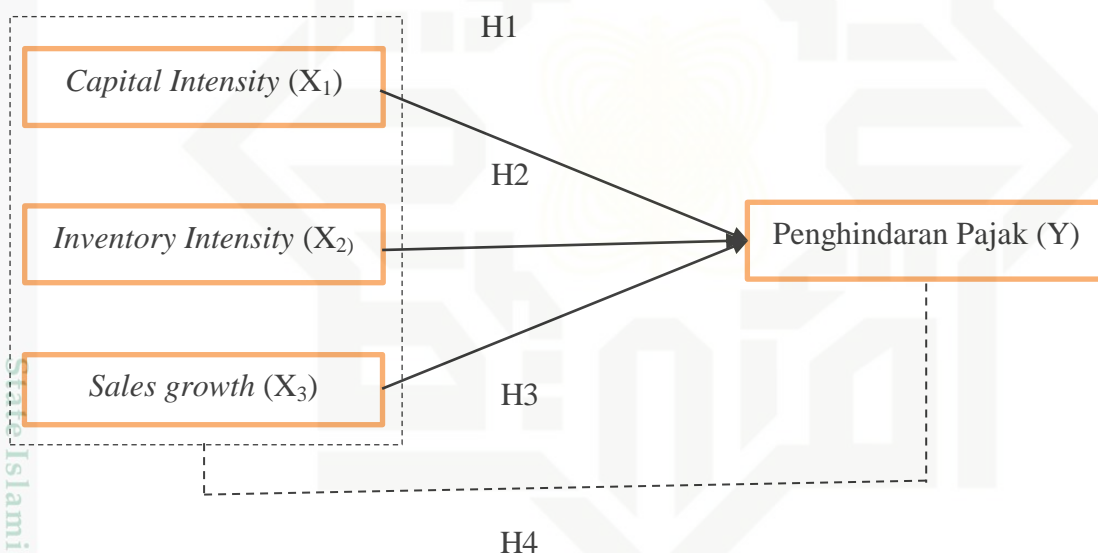 H1
Capital Intensity (X₁)
H2
Inventory Intensity (X₂)
Penghindaran Pajak (Y)
Sales growth (X₃)
H3
H4
State Islami